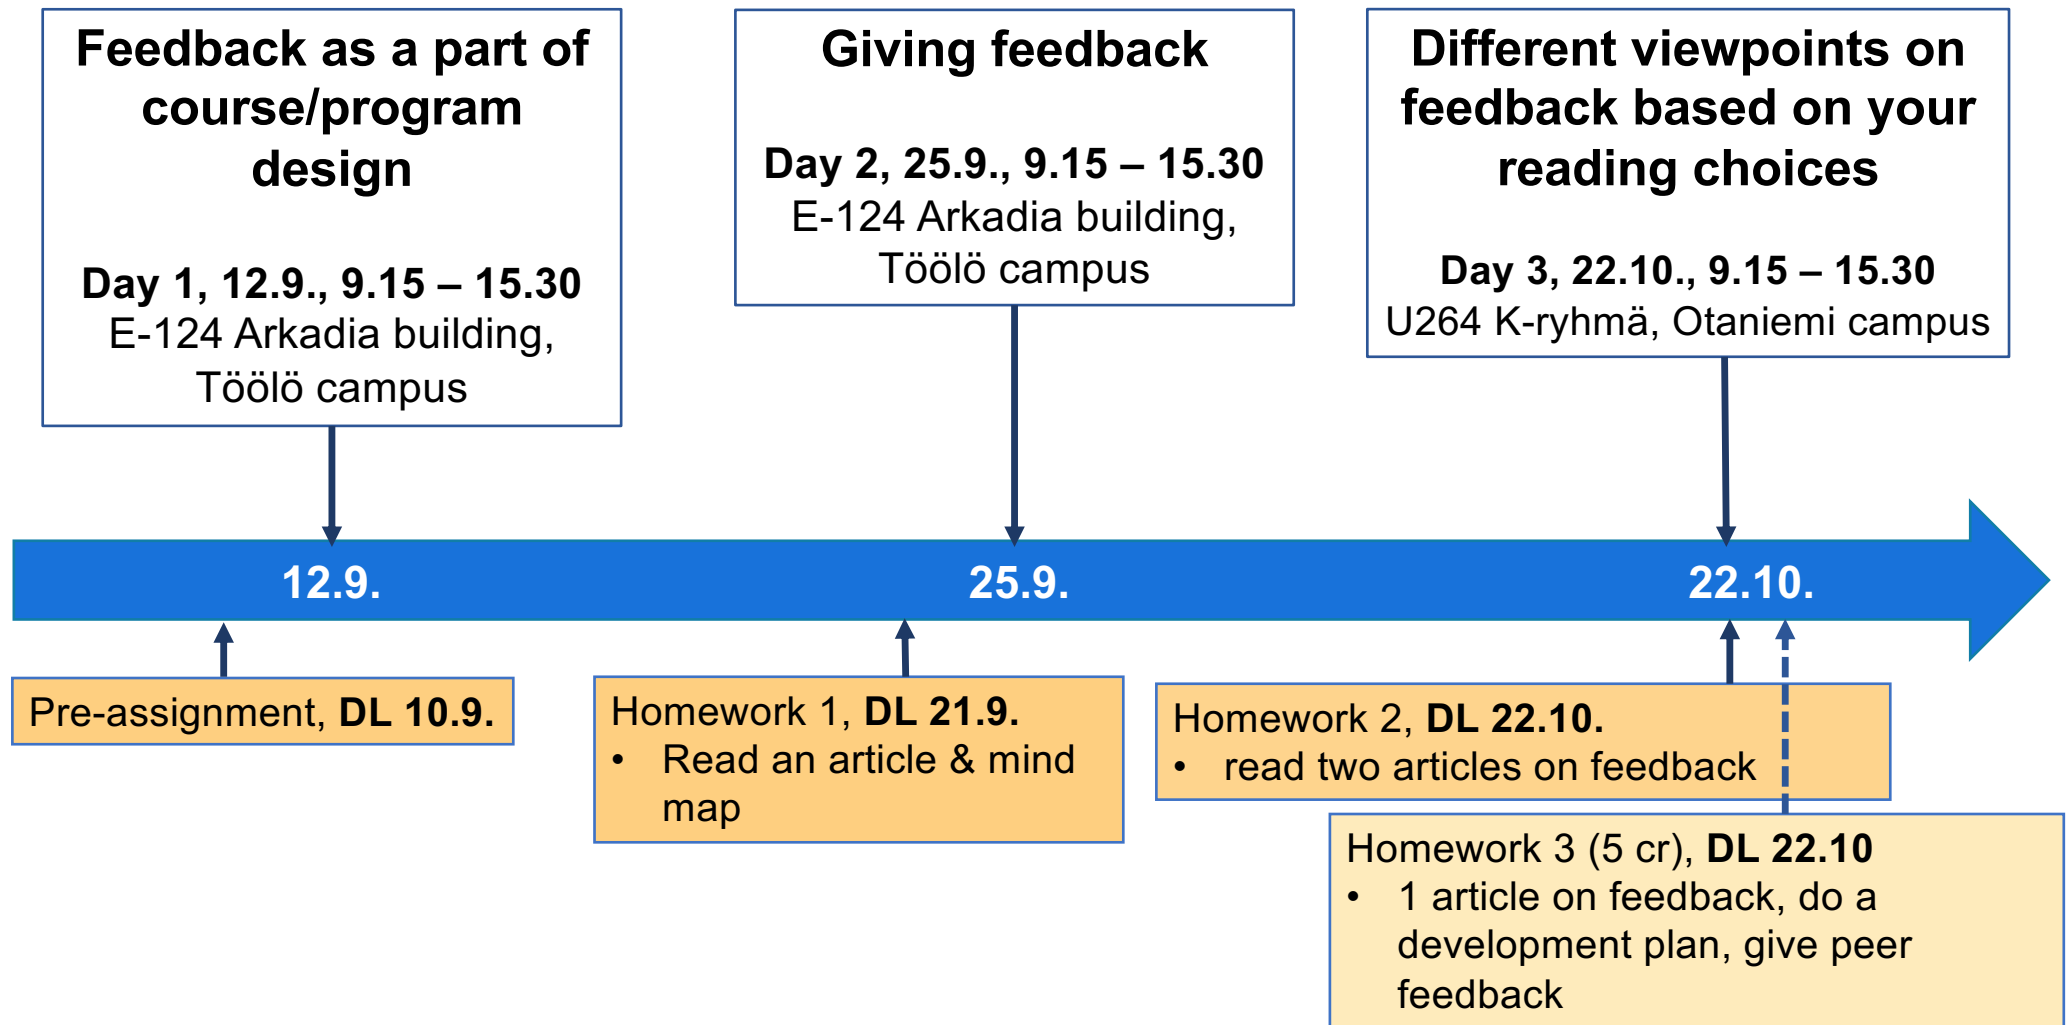 Feedback as a part of
course/program
design
Day 1, 12.9., 9.15 – 15.30
E-124 Arkadia building,
Töölö campus
Giving feedback
Day 2, 25.9., 9.15 – 15.30
E-124 Arkadia building,
Töölö campus
Different viewpoints on
feedback based on your
reading choices
Day 3, 22.10., 9.15 – 15.30
U264 K-ryhmä, Otaniemi campus
12.9.
25.9.
22.10.
Pre-assignment, DL 10.9.
Homework 1, DL 21.9.
• Read an article & mind
map
Homework 2, DL 22.10.
• read two articles on feedback
Homework 3 (5 cr), DL 22.10
• 1 article on feedback, do a
development plan, give peer
feedback